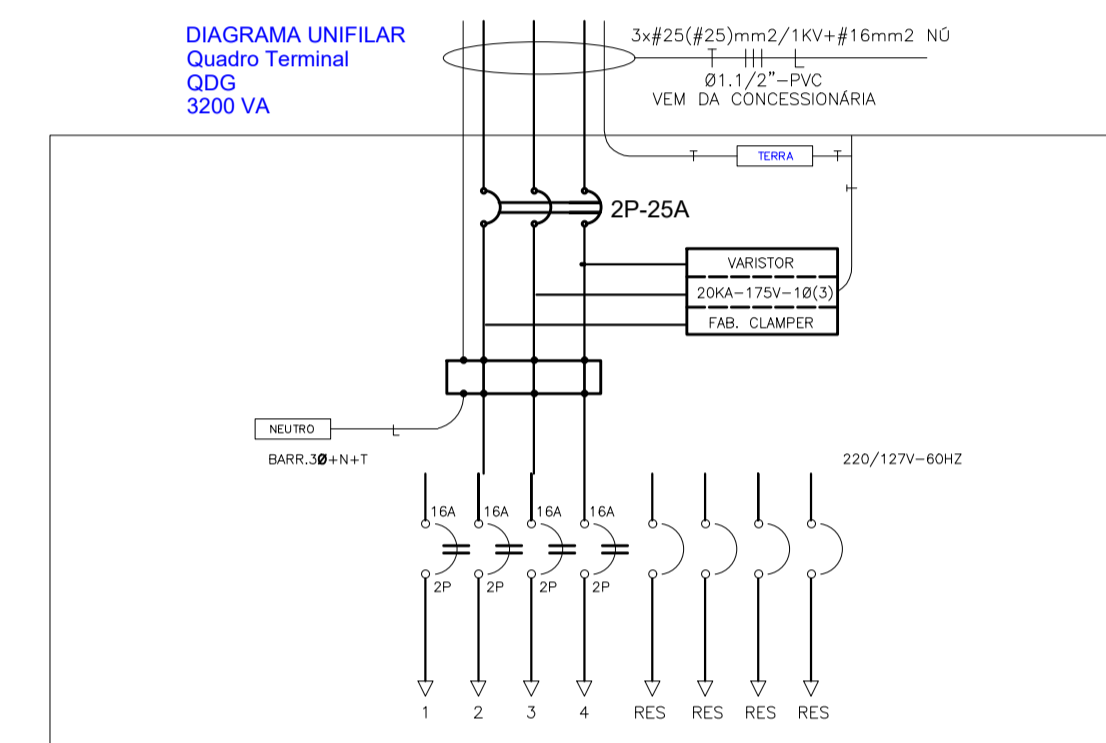 DIAGRAMA UNIFILAR
Quadro Terminal
QDG
3200 VA
3x#25(#25)mm2/1KV+#16mm2 NÚ
Ø1.1/2"-PVC
VEM DA CONCESSIONÁRIA
TERRA
2P-25A
VARISTOR
20KA-175V-1Ø(3)
FAB. CLAMPER
NEUTRO
BARR.3Ø+N+T
220/127V-60HZ
16A 16A 16A 16A
2P 2P 2P 2P
1 2 3 4 RES RES RES RES